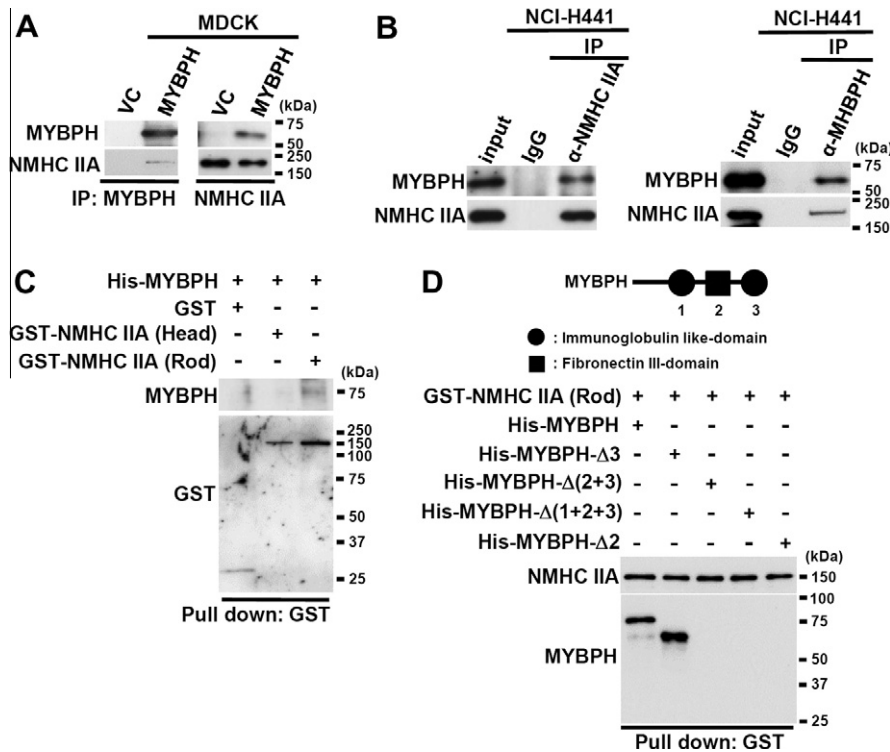 A
MDCK
VC
MYBPH
VC
MYBPH
(kDa)
MYBPH
75
50
NMHC IIA
250
150
IP: MYBPH
NMHC IIA
B
NCI-H441
IP
input
IgG
α-NMHC IIA
MYBPH
NMHC IIA
NCI-H441
IP
input
IgG
α-MHBPH
(kDa)
MYBPH
75
50
NMHC IIA
250
150
C
His-MYBPH + + +
GST + - -
GST-NMHC IIA (Head) - + -
GST-NMHC IIA (Rod) - - +
(kDa)
MYBPH
75
GST
250
150
100
75
50
37
25
Pull down: GST
D
MYBPH
1 2 3
: Immunoglobulin like-domain
: Fibronectin III-domain
GST-NMHC IIA (Rod) + + + + +
His-MYBPH + - - - -
His-MYBPH-Δ3 - + - - -
His-MYBPH-Δ(2+3) - - + - -
His-MYBPH-Δ(1+2+3) - - - + -
His-MYBPH-Δ2 - - - - +
(kDa)
NMHC IIA
150
MYBPH
100
75
50
37
25
Pull down: GST